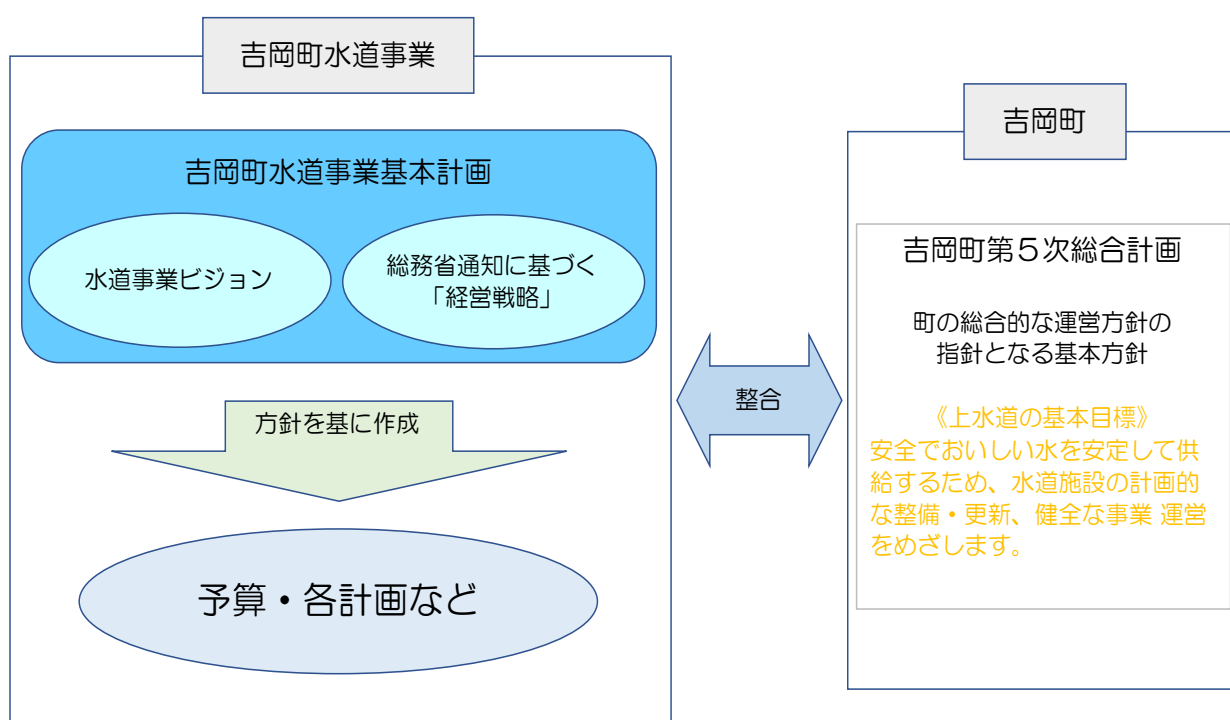 吉岡町水道事業
吉岡町水道事業基本計画
水道事業ビジョン
総務省通知に基づく
「経営戦略」
方針を基に作成
予算・各計画など
整合
吉岡町
吉岡町第5次総合計画
町の総合的な運営方針の
指針となる基本方針
《上水道の基本目標》
安全でおいしい水を安定して供
給するため、水道施設の計画的
な整備・更新、健全な事業 運営
をめざします。